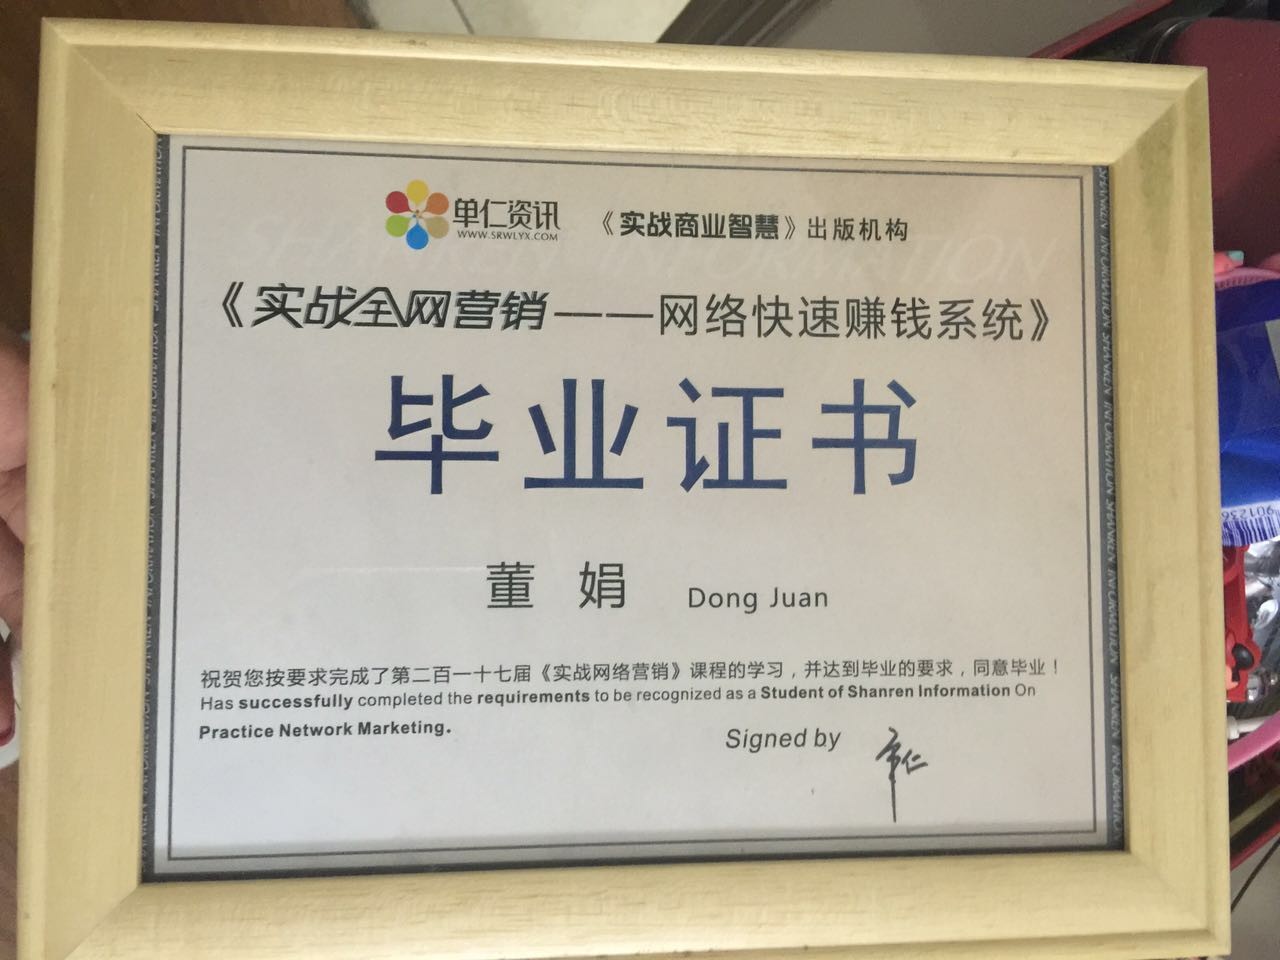 单仁资讯 《实战商业智慧》出版机构
WWW.SRWLYX.COM
SHANREN INFORMATION
《实战全网营销——网络快速赚钱系统》
毕业证书
董 娟 Dong Juan
祝贺您按要求完成了第二百一十七届《实战网络营销》课程的学习，并达到毕业的要求，同意毕业！
Has successfully completed the requirements to be recognized as a Student of Shanren Information On
Practice Network Marketing.
Signed by 单仁